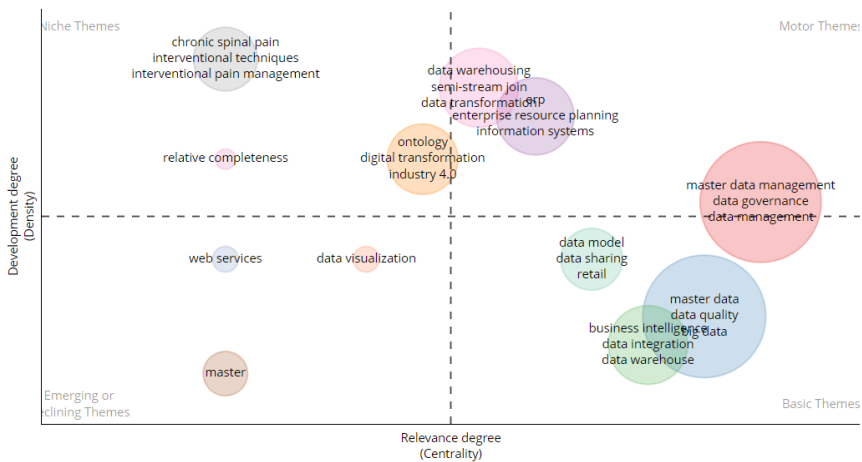 Niche Themes
Motor Themes
chronic spinal pain
interventional techniques
interventional pain management
data warehousing
semi-stream join
data transformation
erp
enterprise resource planning
information systems
ontology
digital transformation
industry 4.0
relative completeness
master data management
data governance
data management
Development degree
(Density)
web services
data visualization
data model
data sharing
retail
master data
data quality
big data
business intelligence
data integration
data warehouse
master
Emerging or
eclining Themes
Basic Themes
Relevance degree
(Centrality)